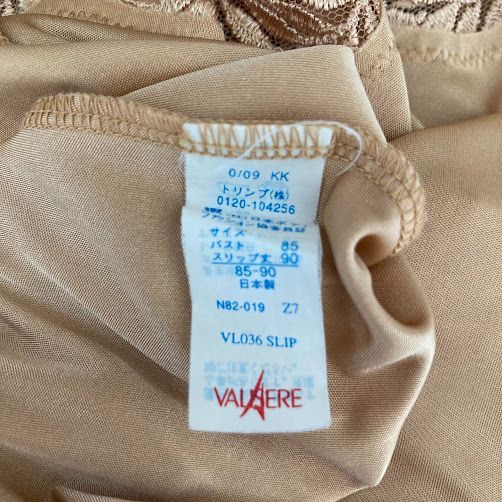 0/09 KK
トリンプ(株)
0120-104256
サイズ
バスト 85
スリップ丈 90
85-90
日本製
N82-019 Z7
VL036 SLIP
VALISERE